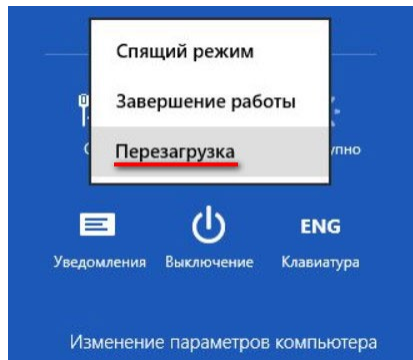 Спящий режим
Завершение работы
Перезагрузка
Уведомления Выключение ENG Клавиатура
Изменение параметров компьютера